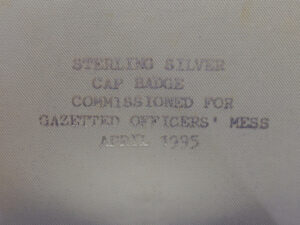 STERLING SILVER
CAP BADGE
COMMISSIONED FOR
GAZETTED OFFICERS' MESS
APRIL 1995